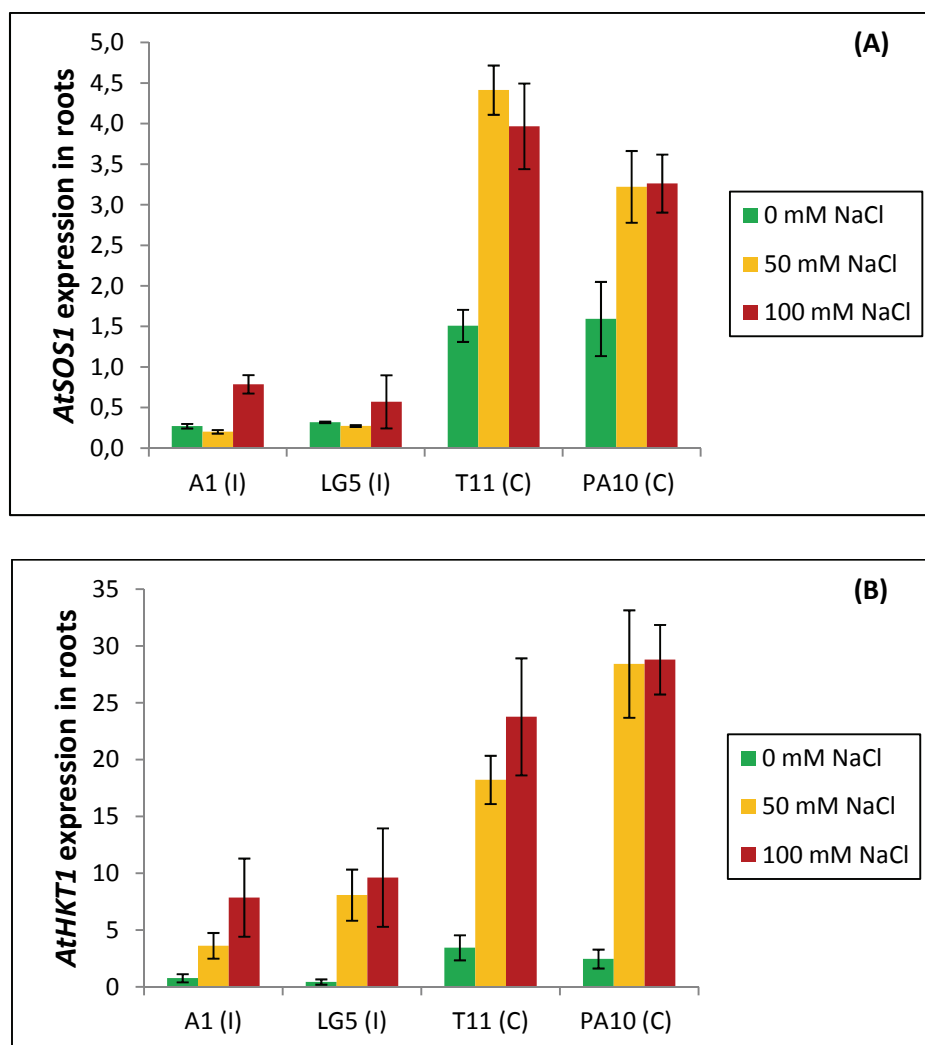 (A)
AtSOS1 expression in roots
5,0
4,5
4,0
3,5
3,0
2,5
2,0
1,5
1,0
0,5
0,0
A1 (I) LG5 (I) T11 (C) PA10 (C)
0 mM NaCl
50 mM NaCl
100 mM NaCl
(B)
AtHKT1 expression in roots
35
30
25
20
15
10
5
0
A1 (I) LG5 (I) T11 (C) PA10 (C)
0 mM NaCl
50 mM NaCl
100 mM NaCl